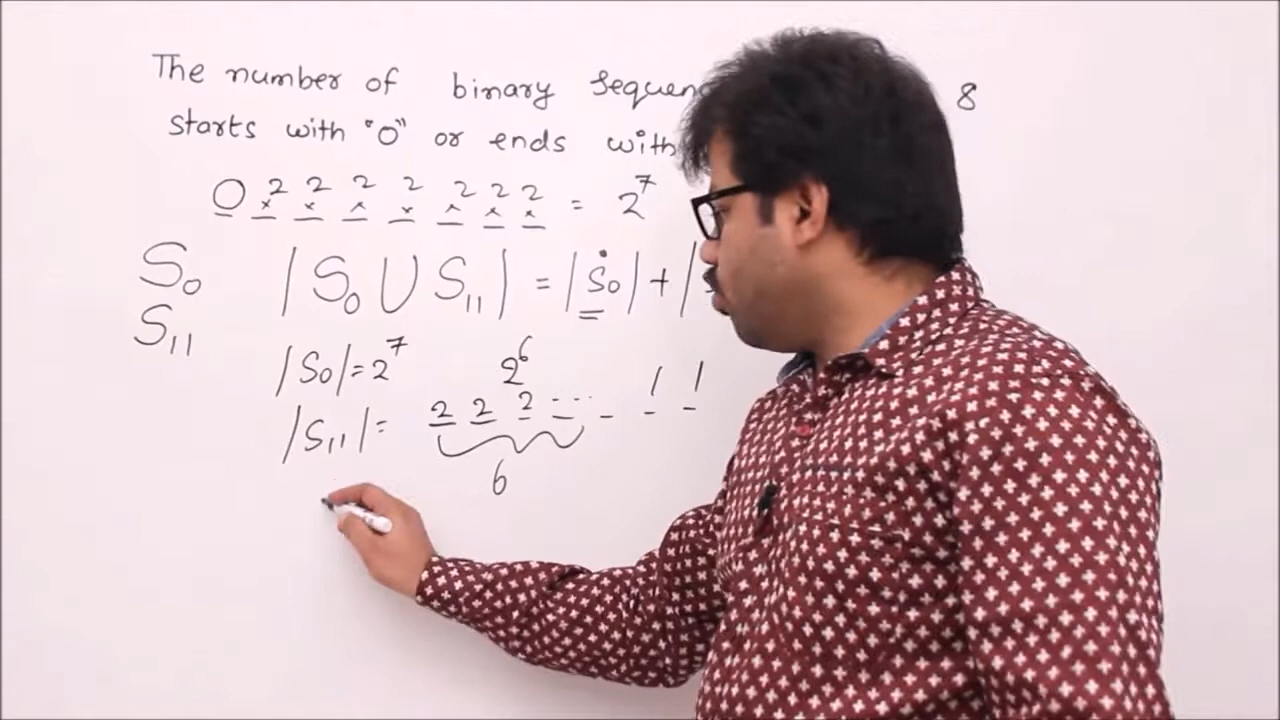 The number of binary 8
starts with "0" or ends with
0 2 2 2 2 2 2 2 = 2^7
S₀ |S₀ ∪ S₁₁| = |S₀| + |
S₁₁
|S₀| = 2^7 2^6
|S₁₁| = 2 2 2 ... 1 1
6